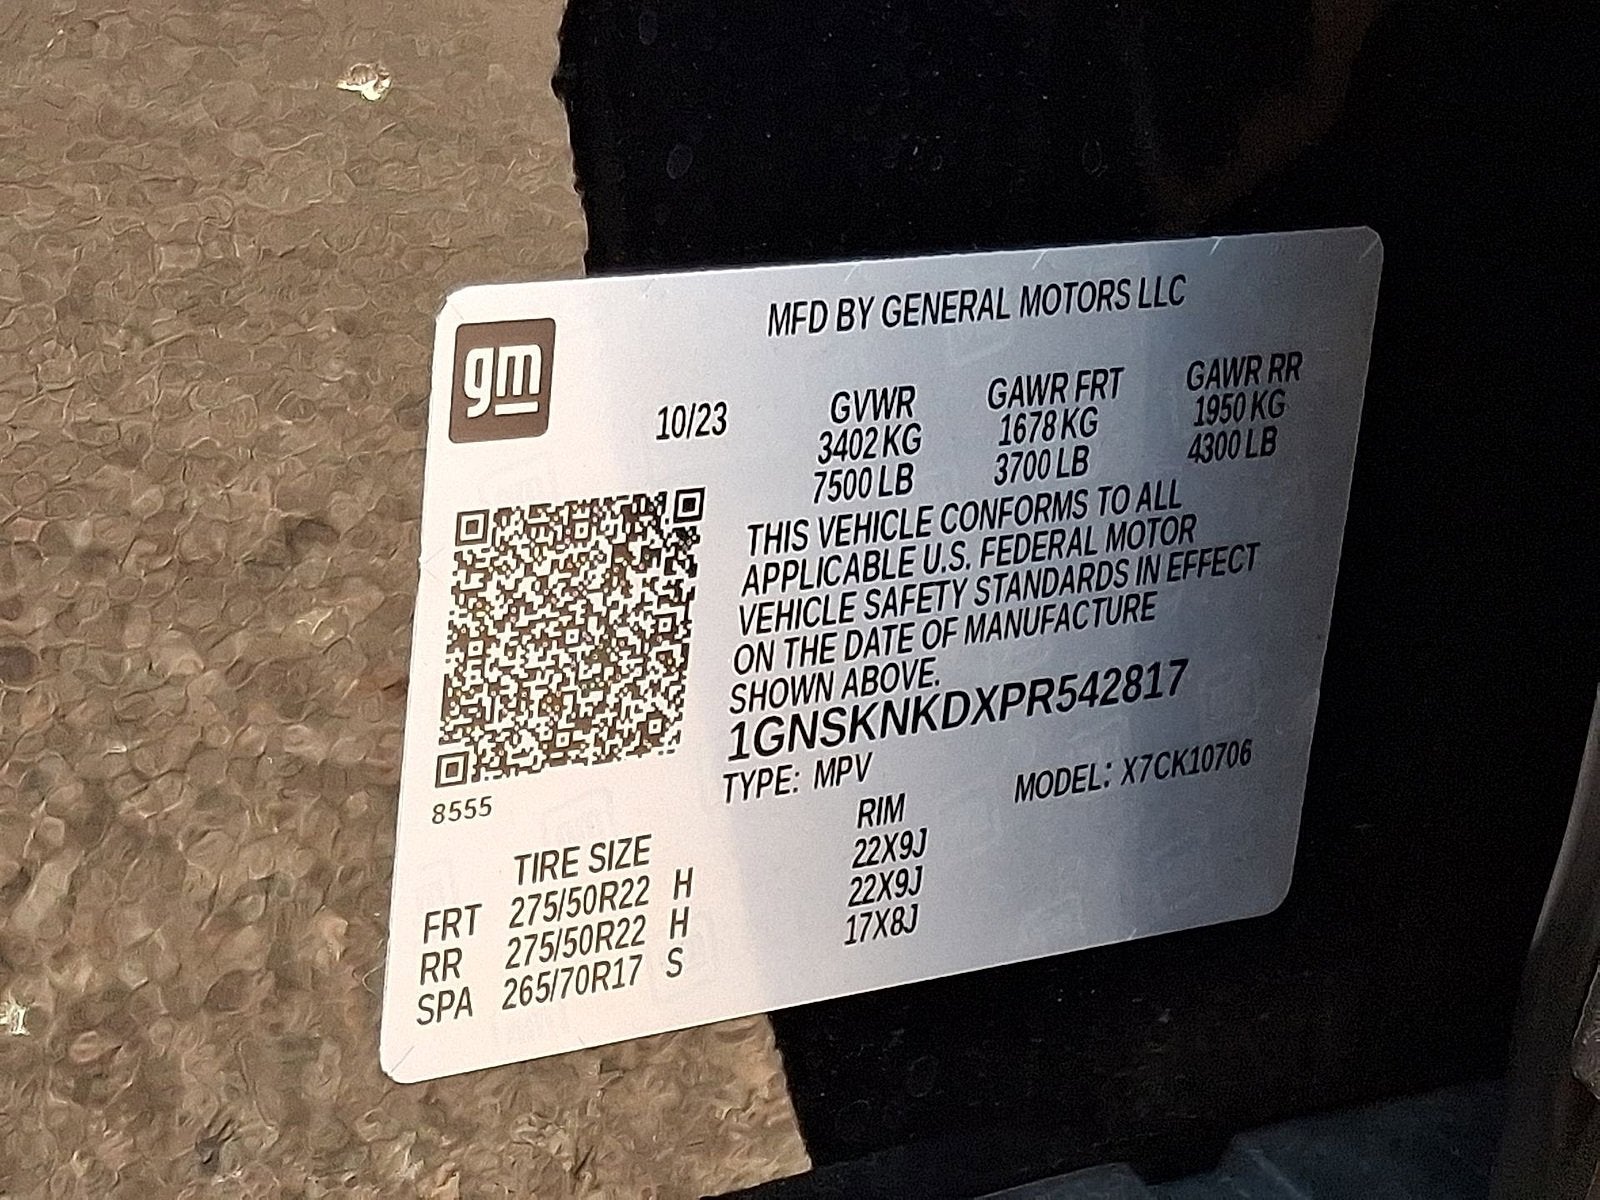 gm
MFD BY GENERAL MOTORS LLC
10/23
GVWR GAWR FRT GAWR RR
3402 KG 1678 KG 1950 KG
7500 LB 3700 LB 4300 LB
THIS VEHICLE CONFORMS TO ALL
APPLICABLE U.S. FEDERAL MOTOR
VEHICLE SAFETY STANDARDS IN EFFECT
ON THE DATE OF MANUFACTURE
SHOWN ABOVE.
1GNSKNKDXPR542817
TYPE: MPV MODEL: X7CK10706
8555
TIRE SIZE RIM
FRT 275/50R22 H 22X9J
RR 275/50R22 H 22X9J
SPA 265/70R17 S 17X8J